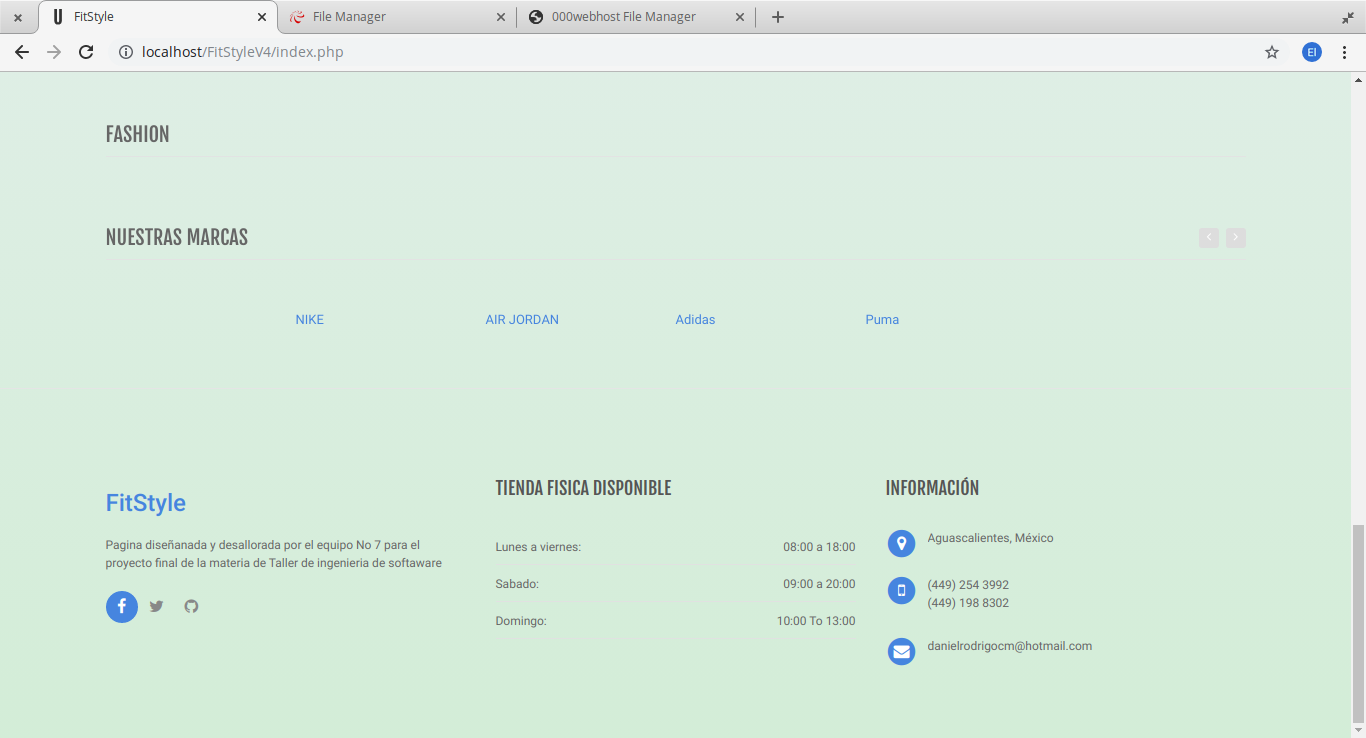 FitStyle
File Manager
000webhost File Manager
localhost/FitStyleV4/index.php
EI
FASHION
NUESTRAS MARCAS
NIKE
AIR JORDAN
Adidas
Puma
FitStyle
Pagina diseñanada y desallorada por el equipo No 7 para el
proyecto final de la materia de Taller de ingenieria de softaware
TIENDA FISICA DISPONIBLE
Lunes a viernes: 08:00 a 18:00
Sabado: 09:00 a 20:00
Domingo: 10:00 To 13:00
INFORMACIÓN
Aguascalientes, México
(449) 254 3992
(449) 198 8302
danielrodrigocm@hotmail.com